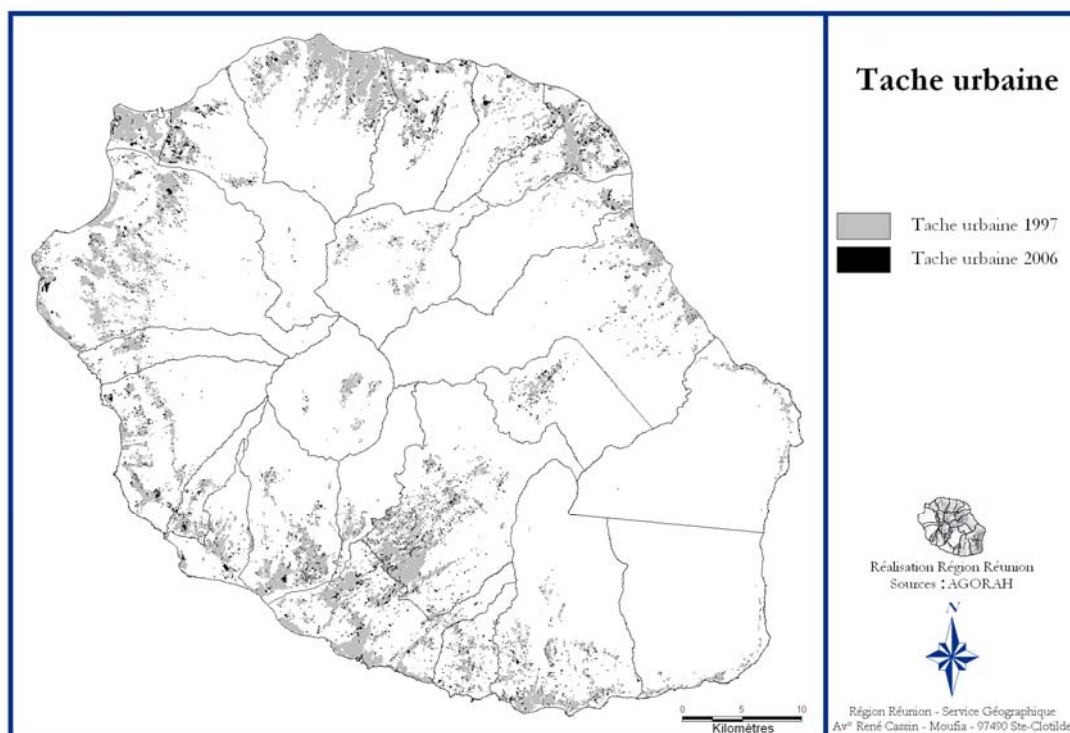 Tache urbaine
Tache urbaine 1997
Tache urbaine 2006
Réalisation Région Réunion
Sources : AGORAH
N
Région Réunion - Service Géographique
Av° René Cassin - Moufia - 97490 Ste-Clotilde
0 5 10
Kilomètres